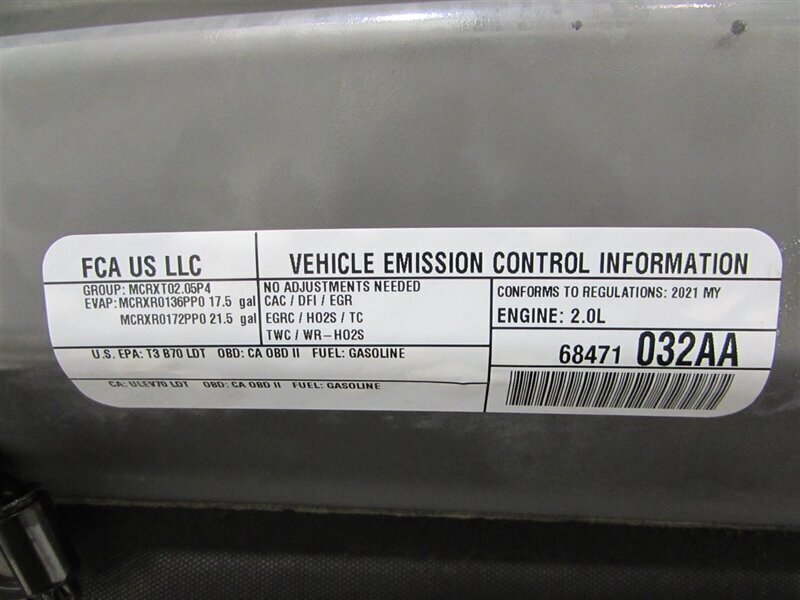 FCA US LLC
VEHICLE EMISSION CONTROL INFORMATION
GROUP: MCRXT02.05P4
EVAP: MCRXR0136PP0 17.5 gal
MCRXR0172PP0 21.5 gal
NO ADJUSTMENTS NEEDED
CAC / DFI / EGR
EGRC / HO2S / TC
TWC / WR-HO2S
CONFORMS TO REGULATIONS: 2021 MY
ENGINE: 2.0L
U.S. EPA: T3 B70 LDT OBD: CA OBD II FUEL: GASOLINE
CA: ULEV70 LDT OBD: CA OBD II FUEL: GASOLINE
68471 032AA